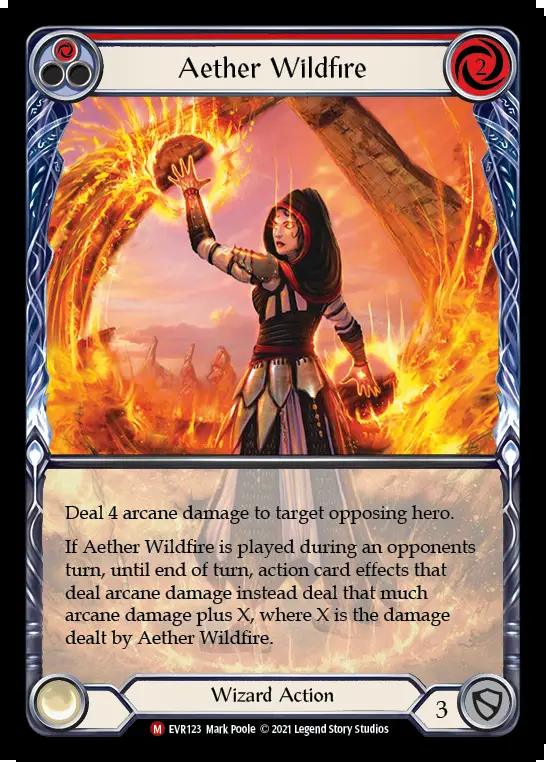 Aether Wildfire
2
Deal 4 arcane damage to target opposing hero.
If Aether Wildfire is played during an opponents
turn, until end of turn, action card effects that
deal arcane damage instead deal that much
arcane damage plus X, where X is the damage
dealt by Aether Wildfire.
Wizard Action
3
M EVR123 Mark Poole © 2021 Legend Story Studios